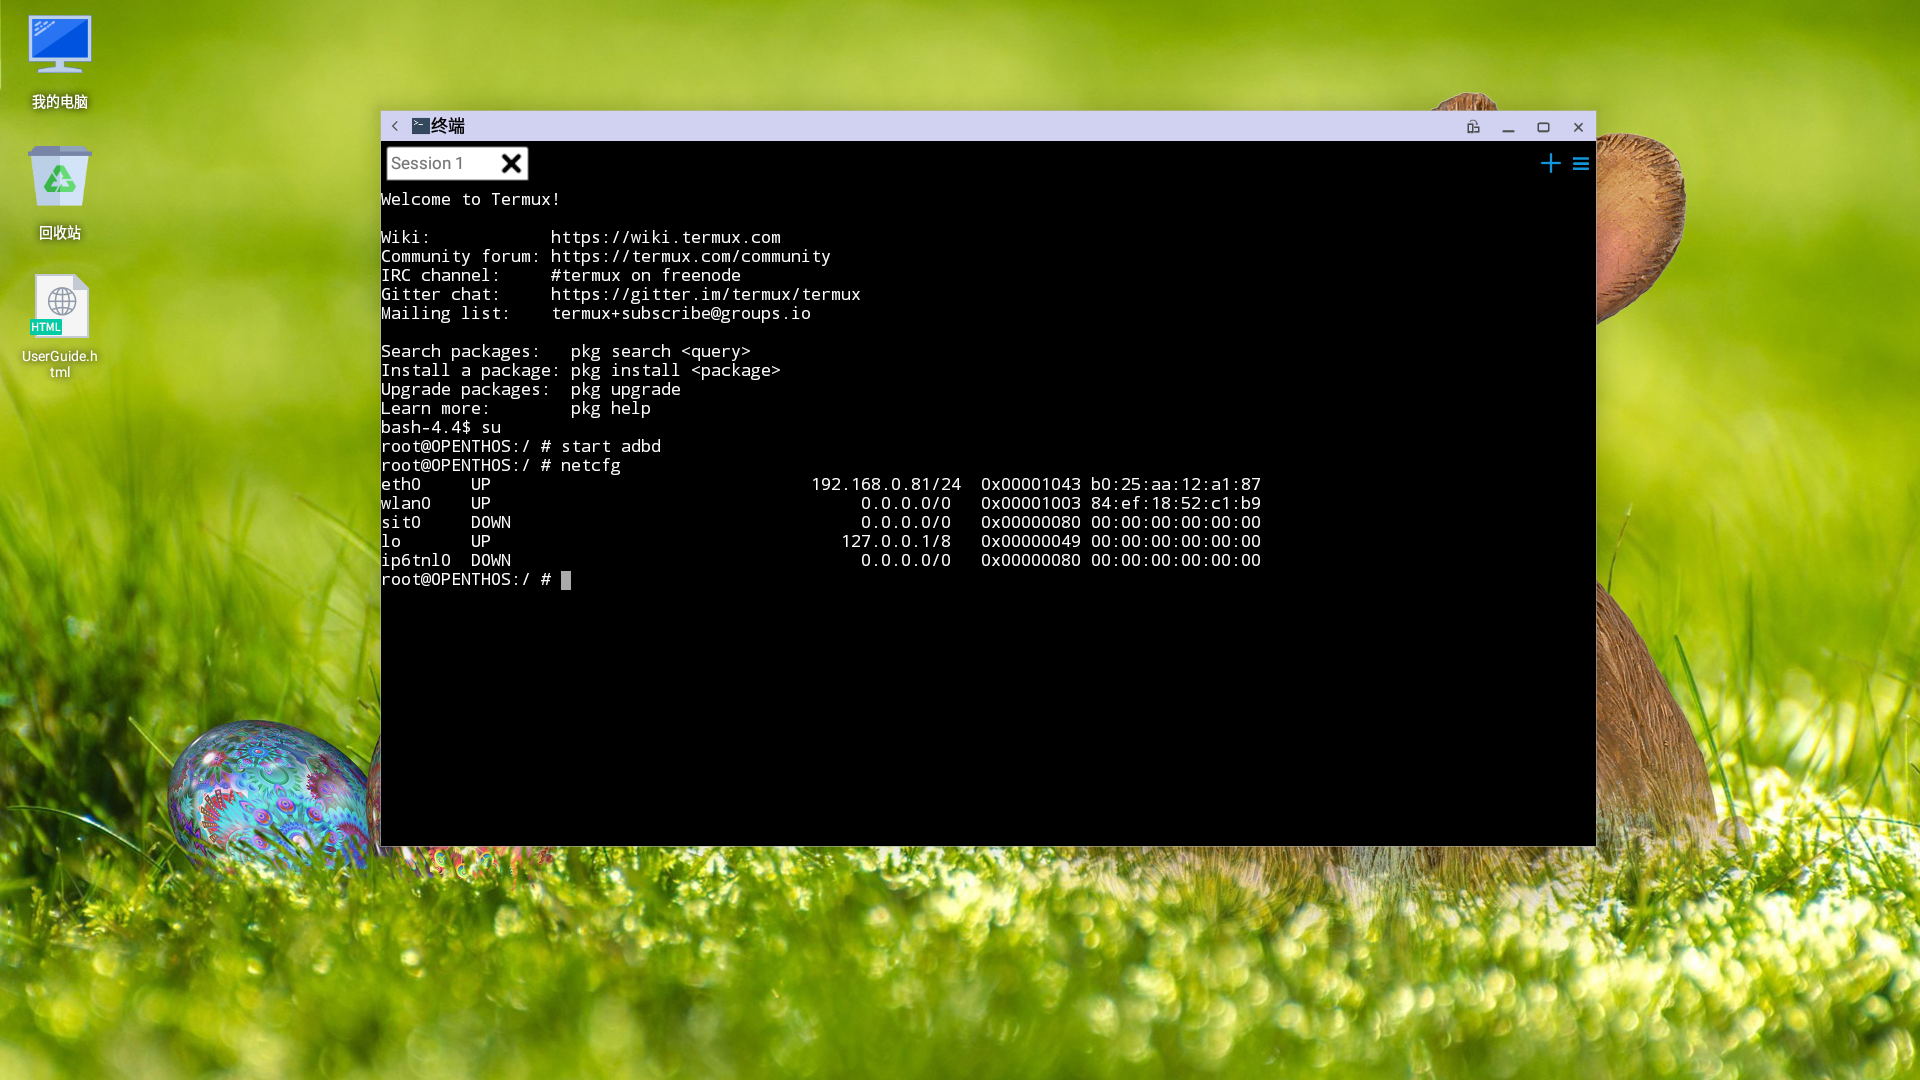 我的电脑
回收站
HTML
UserGuide.h
tml
终端
Session 1
Welcome to Termux!
Wiki:            https://wiki.termux.com
Community forum: https://termux.com/community
IRC channel:     #termux on freenode
Gitter chat:     https://gitter.im/termux/termux
Mailing list:    termux+subscribe@groups.io
Search packages:   pkg search <query>
Install a package: pkg install <package>
Upgrade packages:  pkg upgrade
Learn more:        pkg help
bash-4.4$ su
root@OPENTHOS:/ # start adbd
root@OPENTHOS:/ # netcfg
eth0     UP                                192.168.0.81/24  0x00001043 b0:25:aa:12:a1:87
wlan0    UP                                     0.0.0.0/0   0x00001003 84:ef:18:52:c1:b9
sit0     DOWN                                   0.0.0.0/0   0x00000080 00:00:00:00:00:00
lo       UP                                   127.0.0.1/8   0x00000049 00:00:00:00:00:00
ip6tnl0  DOWN                                   0.0.0.0/0   0x00000080 00:00:00:00:00:00
root@OPENTHOS:/ #